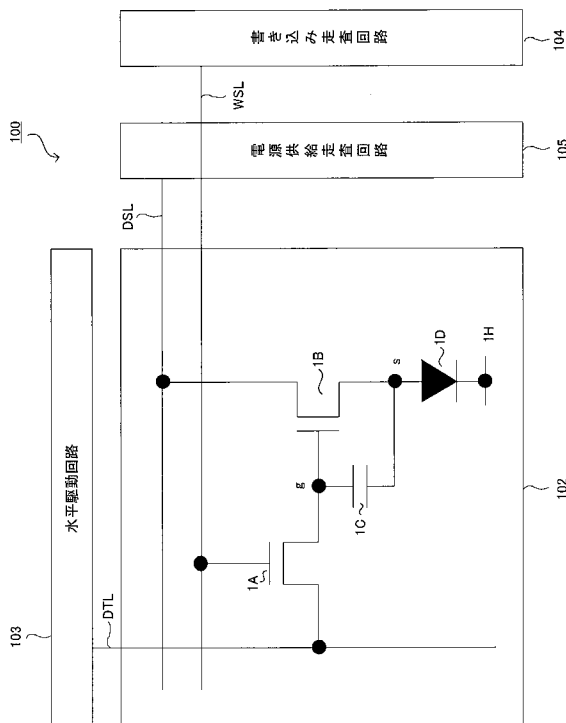 100
103
水平駆動回路
DTL
DSL
WSL
電源供給走査回路
105
書き込み走査回路
104
1A
g
1B
1C
s
1D
1H
102